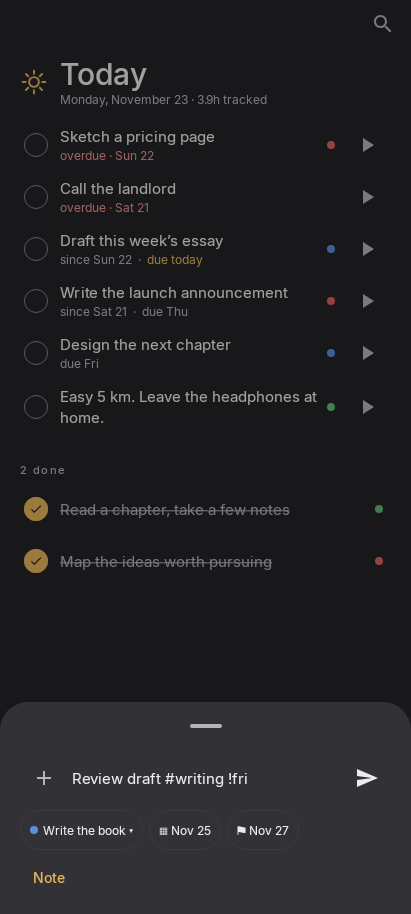 Today
Monday, November 23 · 3.9h tracked
Sketch a pricing page
overdue · Sun 22
Call the landlord
overdue · Sat 21
Draft this week’s essay
since Sun 22 · due today
Write the launch announcement
since Sat 21 · due Thu
Design the next chapter
due Fri
Easy 5 km. Leave the headphones at
home.
2 done
Read a chapter, take a few notes
Map the ideas worth pursuing
Review draft #writing !fri
Write the book Nov 25 Nov 27
Note